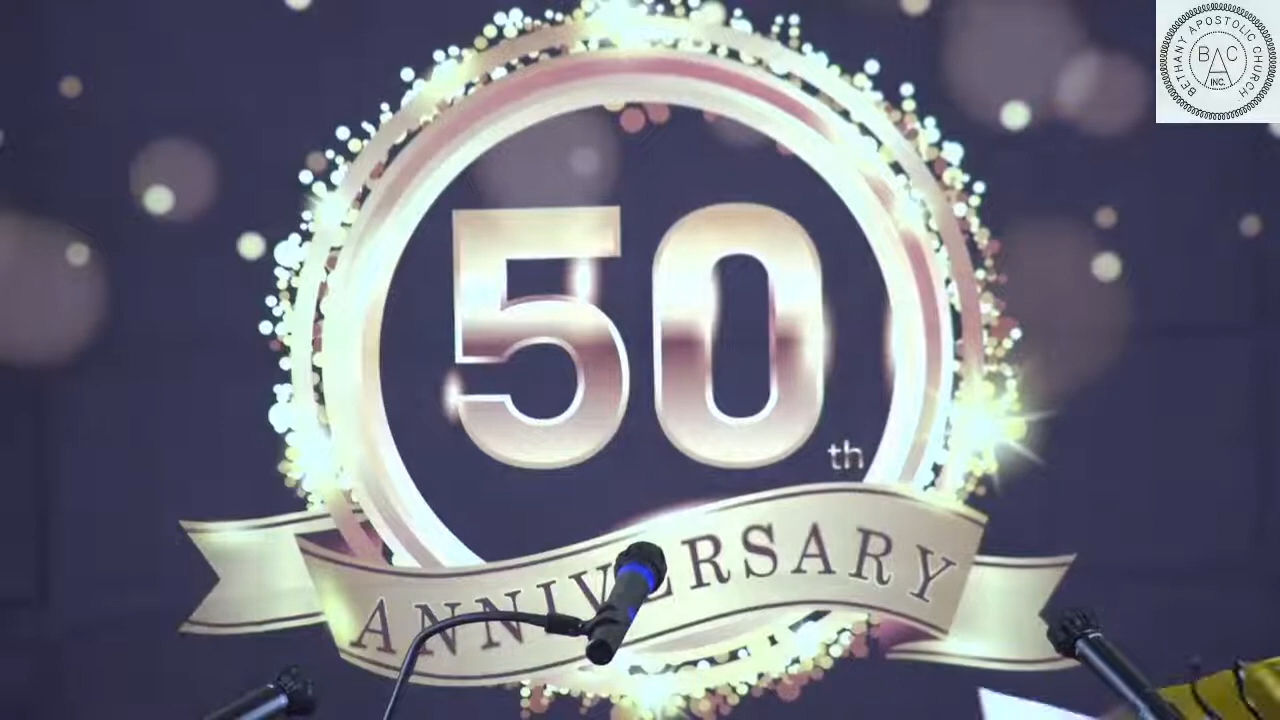 BETHANY APOSTOLIC CHURCH
BAC
INC.
50
th
ANNIVERSARY